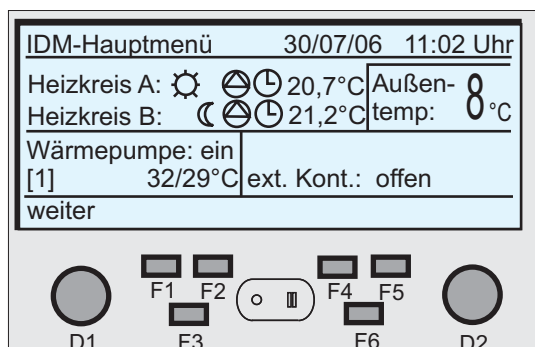 IDM-Hauptmenü 30/07/06 11:02 Uhr
Heizkreis A: 20,7°C
Heizkreis B: 21,2°C
Außen-
temp: 8 °C
Wärmepumpe: ein
[1] 32/29°C ext. Kont.: offen
weiter
F1 F2 F4 F5
D1 F3 F6 D2